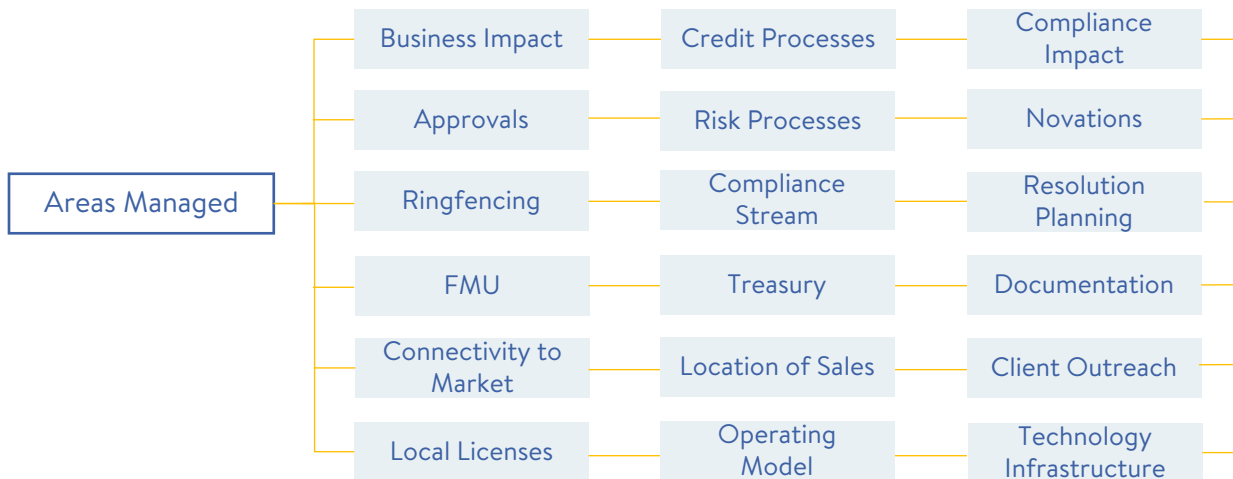 Business Impact
Credit Processes
Compliance
Impact
Approvals
Risk Processes
Novations
Areas Managed
Ringfencing
Compliance
Stream
Resolution
Planning
FMU
Treasury
Documentation
Connectivity to
Market
Location of Sales
Client Outreach
Local Licenses
Operating
Model
Technology
Infrastructure